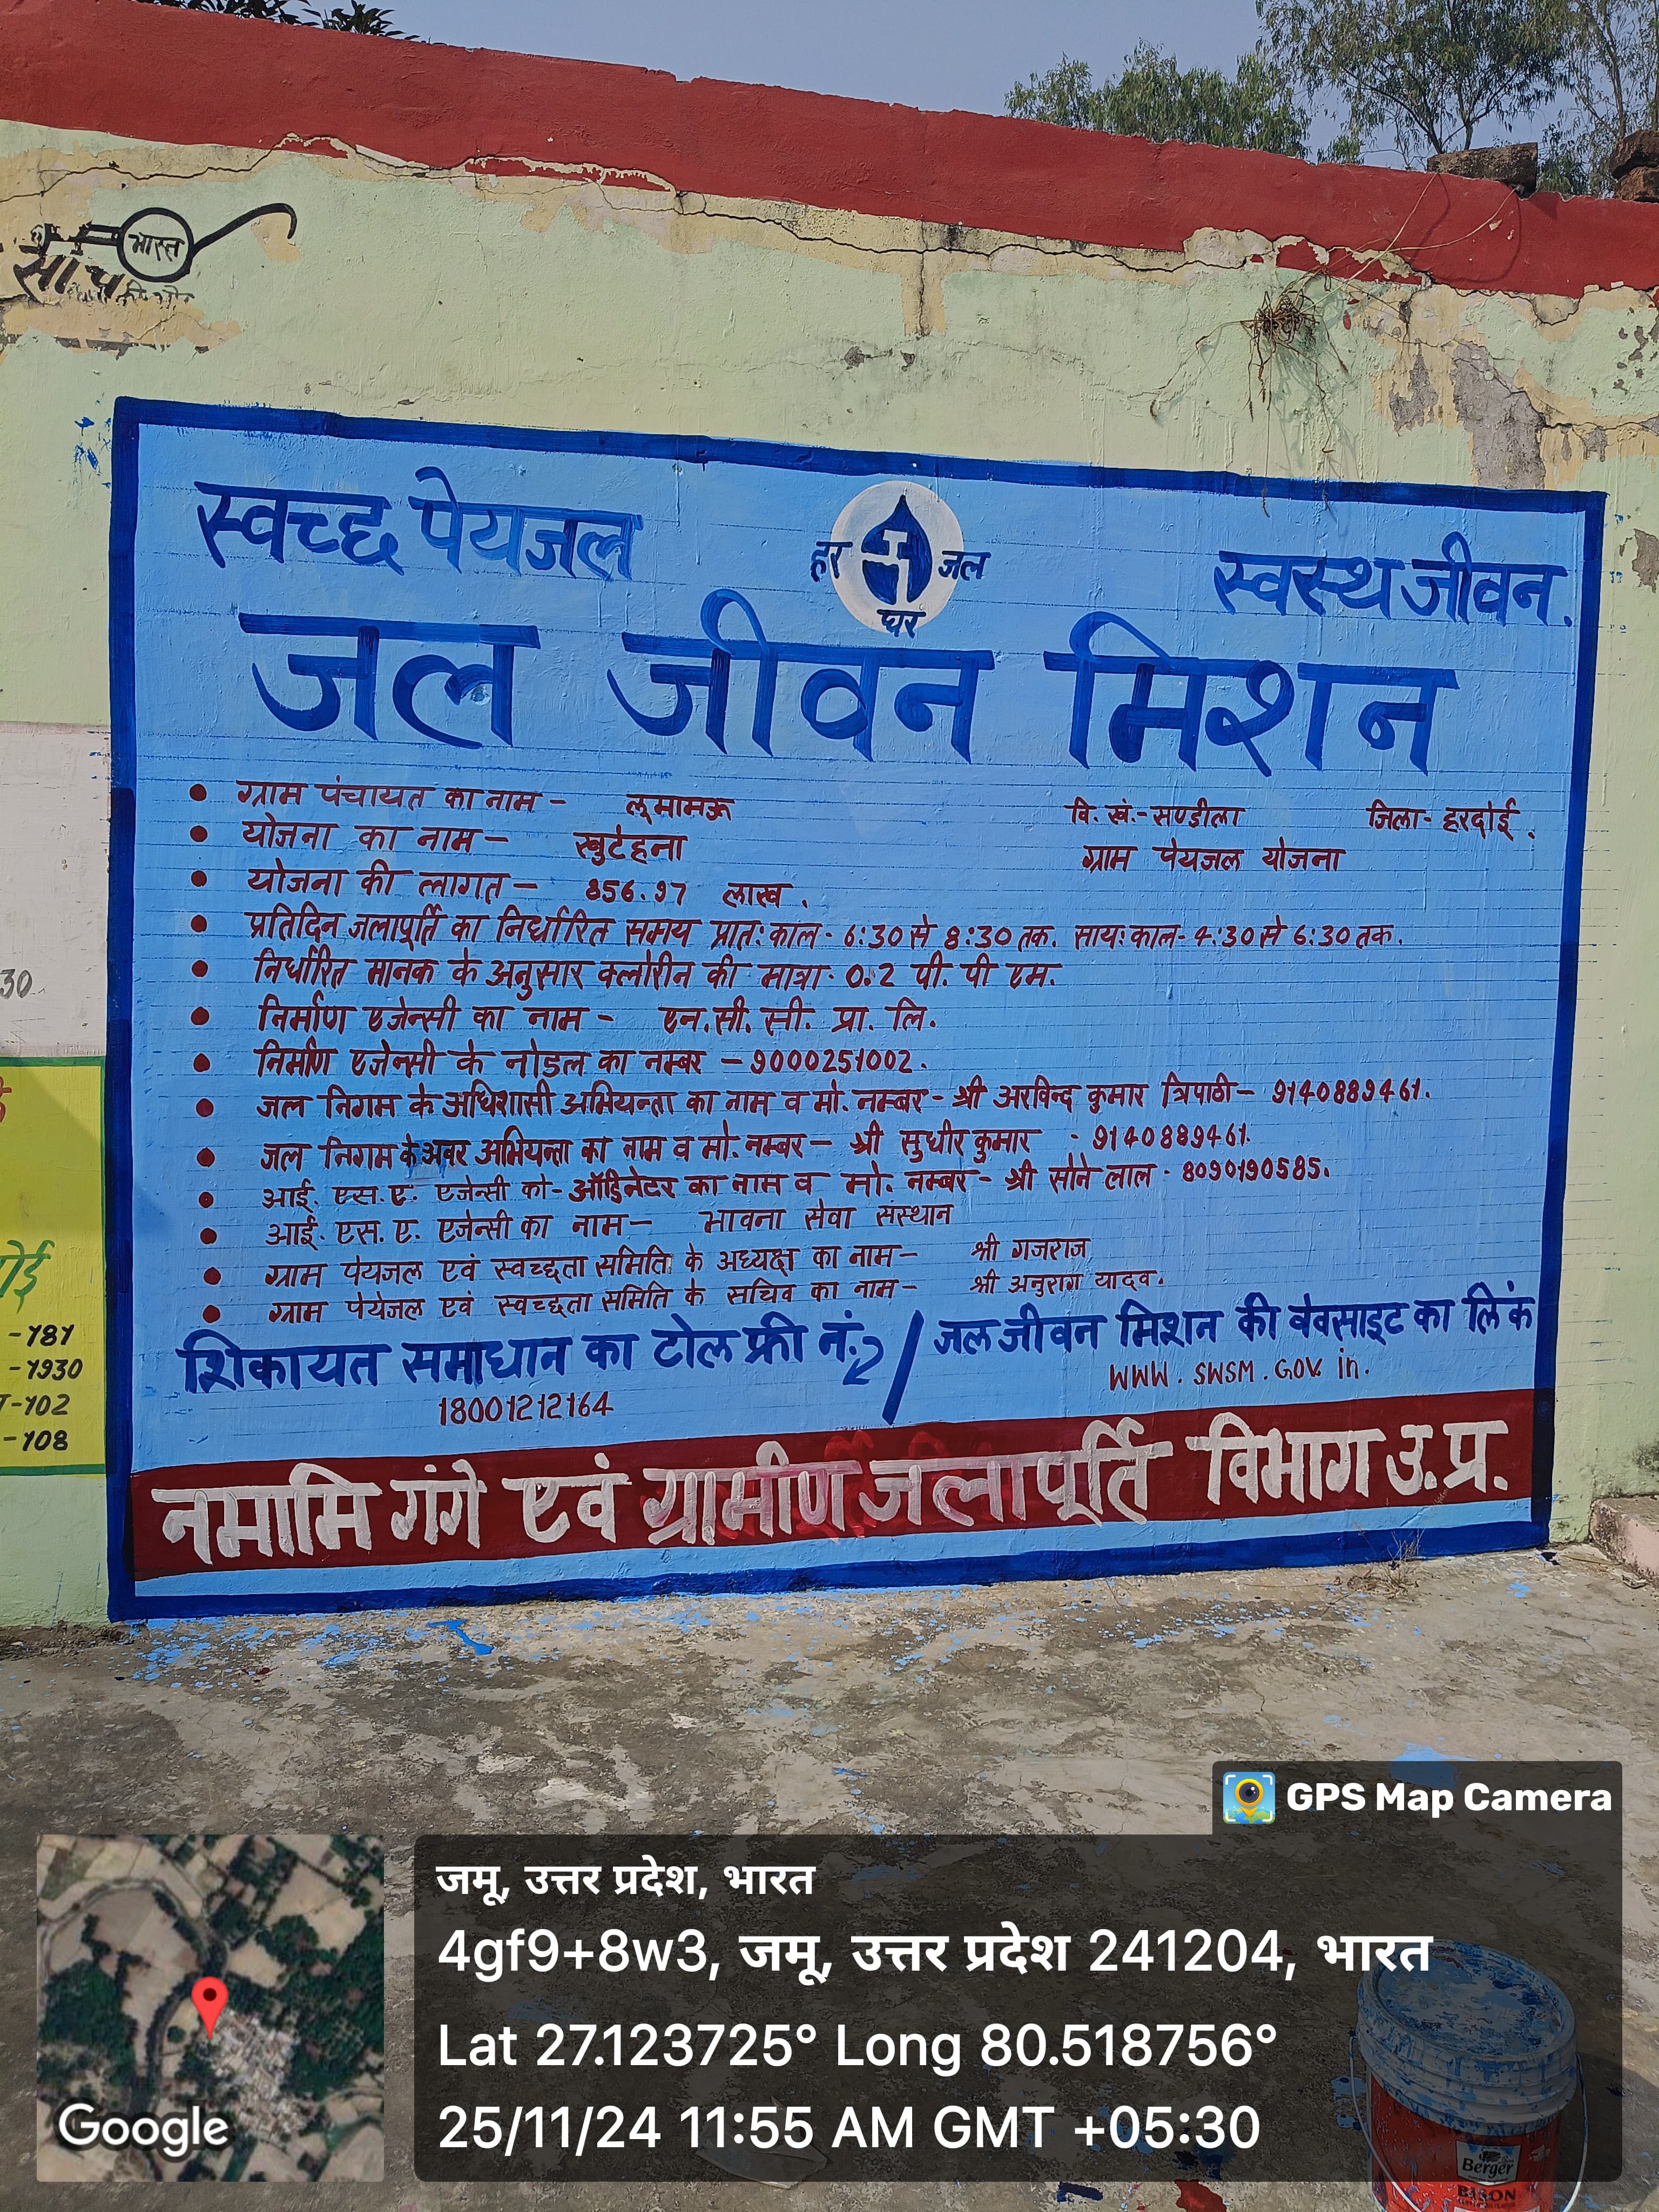 भारत
स्वच्छ पेयजल
हर जल
घर
स्वस्थ जीवन.
जल जीवन मिशन
• ग्राम पंचायत का नाम - लूमामऊ वि. खं.- सण्डीला जिला- हरदोई.
• योजना का नाम - खुटेहना ग्राम पेयजल योजना
• योजना की लागत - 856.97 लाख.
• प्रतिदिन जलापूर्ति का निर्धारित समय प्रात:काल - 6:30 से 8:30 तक. साय:काल- 4:30 से 6:30 तक.
• निर्धारित मानक के अनुसार क्लोरीन की मात्रा- 0.2 पी. पी एम.
• निर्माण एजेन्सी का नाम - एन. सी. सी. प्रा. लि.
• निर्माण एजेन्सी के नोडल का नम्बर - 9000251002.
• जल निगम के अधिशासी अभियन्ता का नाम व मो. नम्बर - श्री अरविन्द कुमार त्रिपाठी - 9140889461.
• जल निगम के अवर अभियन्ता का नाम व मो. नम्बर - श्री सुधीर कुमार - 9140889461.
• आई. एस. ए. एजेन्सी को-ऑर्डिनेटर का नाम व मो. नम्बर - श्री सोने लाल - 8090190585.
• आई. एस. ए. एजेन्सी का नाम - भावना सेवा संस्थान
• ग्राम पेयजल एवं स्वच्छता समिति के अध्यक्ष का नाम - श्री गजराज
• ग्राम पेयेजल एवं स्वच्छता समिति के सचिव का नाम - श्री अनुराग यादव.
शिकायत समाधान का टोल फ्री नं. / जल जीवन मिशन की वेवसाइट का लिंक
18001212164 www. swsm. Gov. in.
नमामि गंगे एवं ग्रामीण जलापूर्ति विभाग उ. प्र.
30
-181
-1930
-102
-108
GPS Map Camera
जमू, उत्तर प्रदेश, भारत
4gf9+8w3, जमू, उत्तर प्रदेश 241204, भारत
Lat 27.123725° Long 80.518756°
25/11/24 11:55 AM GMT +05:30
Google
Berger
BISON